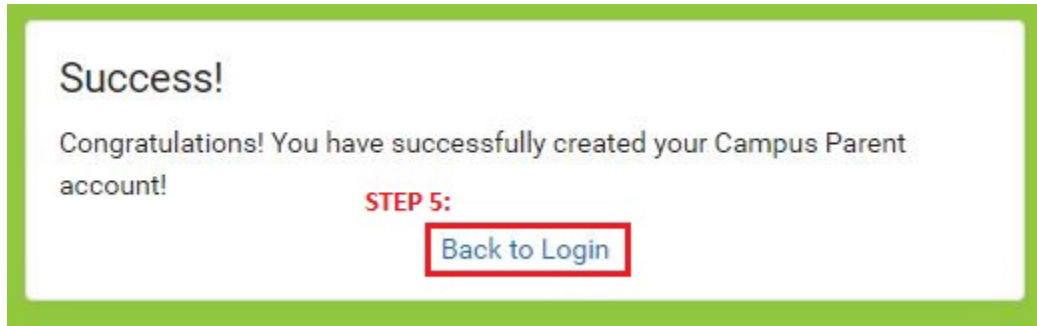 Success!
Congratulations! You have successfully created your Campus Parent
account!
STEP 5:
Back to Login